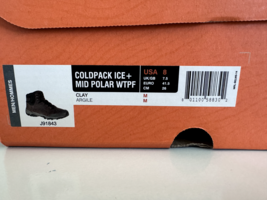 MEN/HOMMES
J91843
COLDPACK ICE+
MID POLAR WTPF
CLAY
ARGILE
USA 8
UK/GB 7.5
EURO 41.5
CM 26
M
M